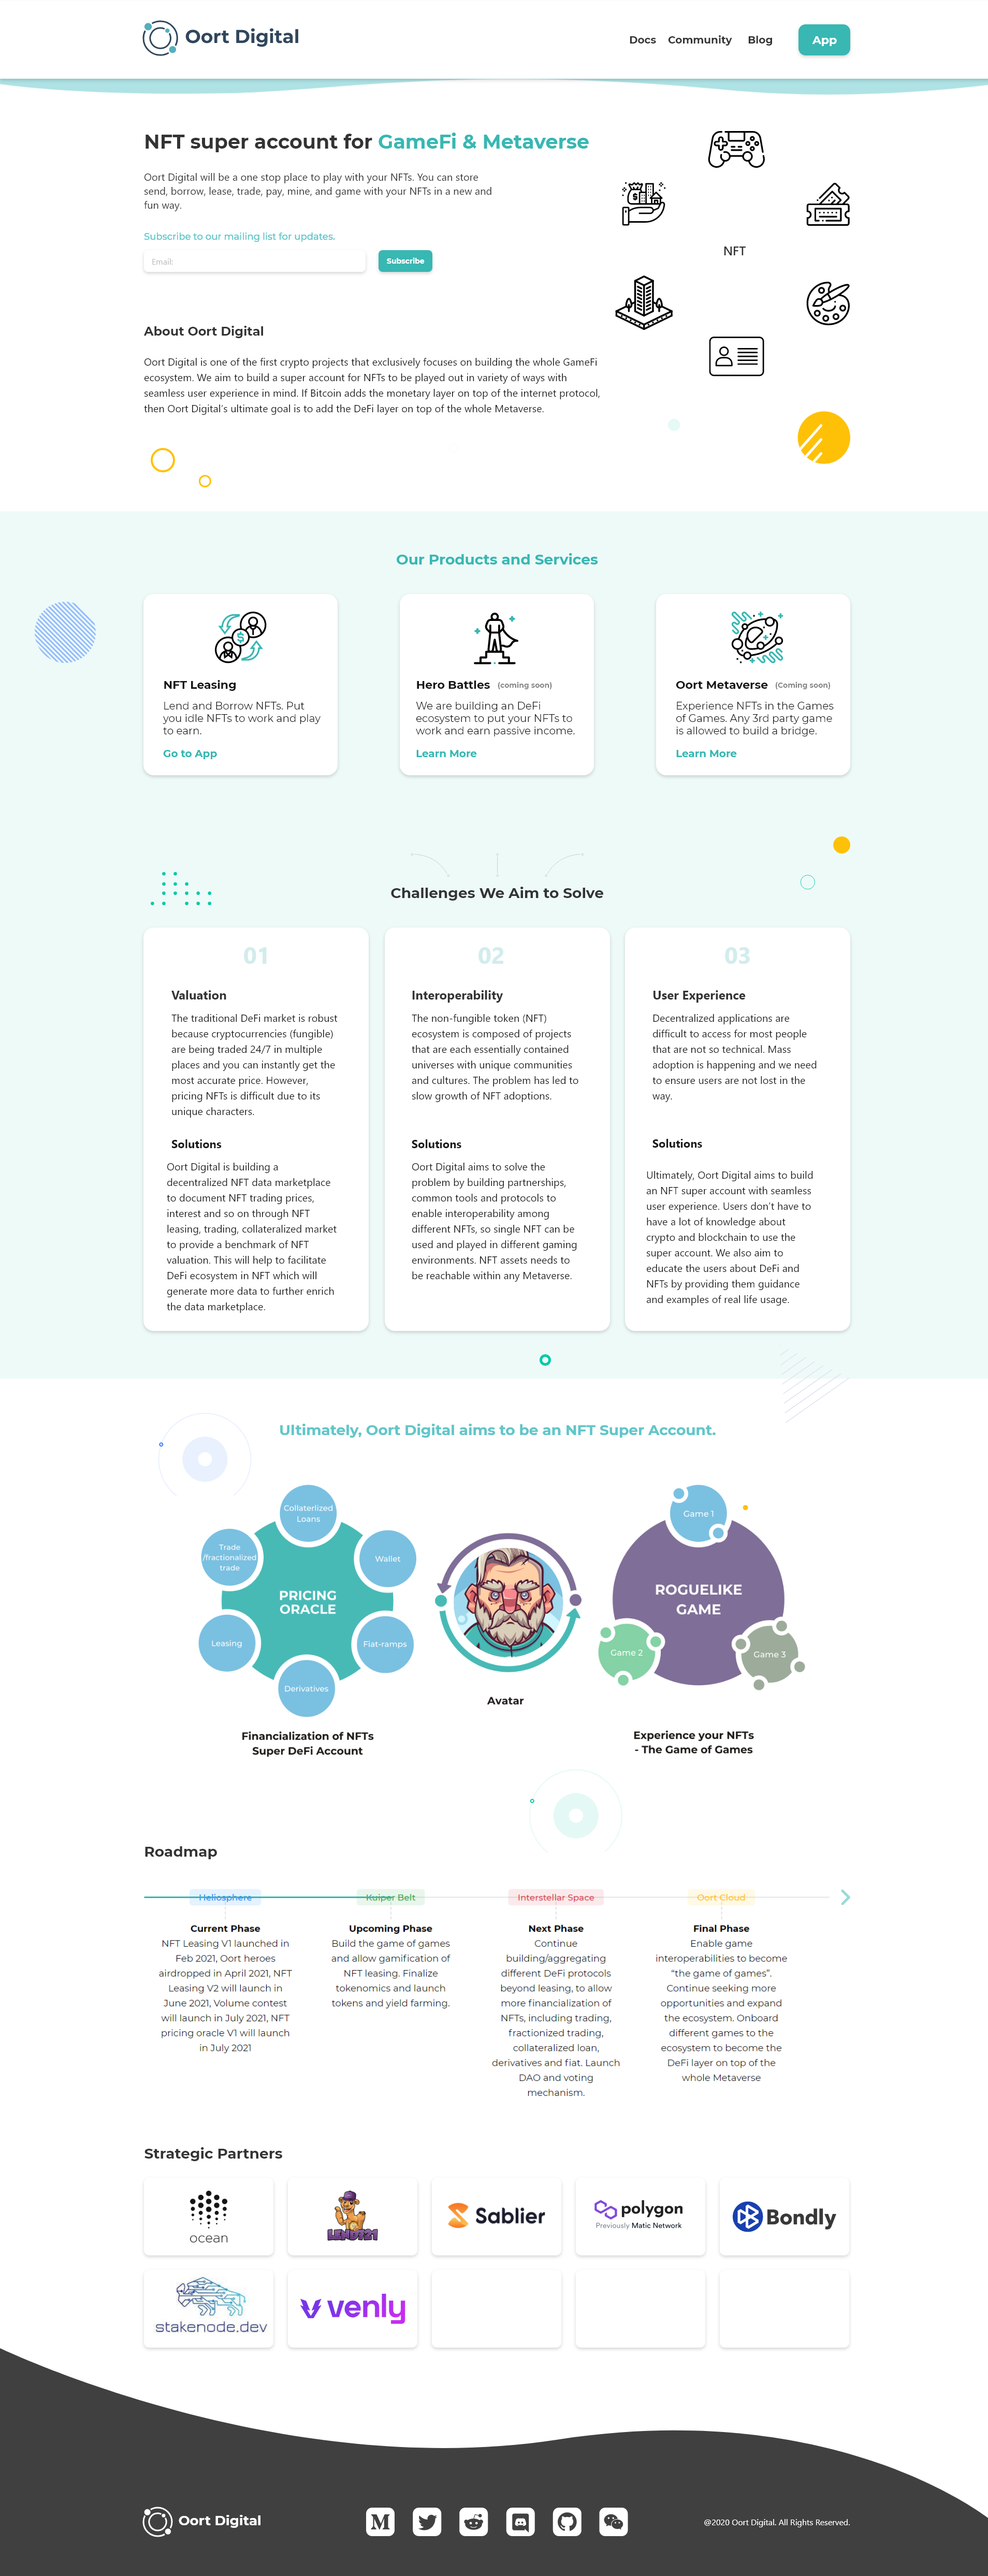 Oort Digital
Docs
Community
Blog
App
NFT super account for GameFi & Metaverse
Oort Digital will be a one stop place to play with your NFTs. You can store
send, borrow, lease, trade, pay, mine, and game with your NFTs in a new and
fun way.
Subscribe to our mailing list for updates.
Email:
Subscribe
NFT
About Oort Digital
Oort Digital is one of the first crypto projects that exclusively focuses on building the whole GameFi
ecosystem. We aim to build a super account for NFTs to be played out in variety of ways with
seamless user experience in mind. If Bitcoin adds the monetary layer on top of the internet protocol,
then Oort Digital's ultimate goal is to add the DeFi layer on top of the whole Metaverse.
Our Products and Services
NFT Leasing
Lend and Borrow NFTs. Put
you idle NFTs to work and play
to earn.
Go to App
Hero Battles (coming soon)
We are building an DeFi
ecosystem to put your NFTs to
work and earn passive income.
Learn More
Oort Metaverse (Coming soon)
Experience NFTs in the Games
of Games. Any 3rd party game
is allowed to build a bridge.
Learn More
Challenges We Aim to Solve
01
Valuation
The traditional DeFi market is robust
because cryptocurrencies (fungible)
are being traded 24/7 in multiple
places and you can instantly get the
most accurate price. However,
pricing NFTs is difficult due to its
unique characters.
Solutions
Oort Digital is building a
decentralized NFT data marketplace
to document NFT trading prices,
interest and so on through NFT
leasing, trading, collateralized market
to provide a benchmark of NFT
valuation. This will help to facilitate
DeFi ecosystem in NFT which will
generate more data to further enrich
the data marketplace.
02
Interoperability
The non-fungible token (NFT)
ecosystem is composed of projects
that are each essentially contained
universes with unique communities
and cultures. The problem has led to
slow growth of NFT adoptions.
Solutions
Oort Digital aims to solve the
problem by building partnerships,
common tools and protocols to
enable interoperability among
different NFTs, so single NFT can be
used and played in different gaming
environments. NFT assets needs to
be reachable within any Metaverse.
03
User Experience
Decentralized applications are
difficult to access for most people
that are not so technical. Mass
adoption is happening and we need
to ensure users are not lost in the
way.
Solutions
Ultimately, Oort Digital aims to build
an NFT super account with seamless
user experience. Users don't have to
have a lot of knowledge about
crypto and blockchain to use the
super account. We also aim to
educate the users about DeFi and
NFTs by providing them guidance
and examples of real life usage.
Ultimately, Oort Digital aims to be an NFT Super Account.
Collaterlized
Loans
Trade
/fractionalized
trade
Wallet
PRICING
ORACLE
Leasing
Fiat-ramps
Derivatives
Financialization of NFTs
Super DeFi Account
Avatar
Game 1
ROGUELIKE
GAME
Game 2
Game 3
Experience your NFTs
- The Game of Games
Roadmap
Heliosphere
Current Phase
NFT Leasing V1 launched in
Feb 2021, Oort heroes
airdropped in April 2021, NFT
Leasing V2 will launch in
June 2021, Volume contest
will launch in July 2021, NFT
pricing oracle V1 will launch
in July 2021
Kuiper Belt
Upcoming Phase
Build the game of games
and allow gamification of
NFT leasing. Finalize
tokenomics and launch
tokens and yield farming.
Interstellar Space
Next Phase
Continue
building/aggregating
different DeFi protocols
beyond leasing, to allow
more financialization of
NFTs, including trading,
fractionized trading,
collateralized loan,
derivatives and fiat. Launch
DAO and voting
mechanism.
Oort Cloud
Final Phase
Enable game
interoperabilities to become
"the game of games".
Continue seeking more
opportunities and expand
the ecosystem. Onboard
different games to the
ecosystem to become the
DeFi layer on top of the
whole Metaverse
Strategic Partners
ocean
LEND721
Sablier
polygon
Previously Matic Network
Bondly
stakenode.dev
venly
Oort Digital
@2020 Oort Digital. All Rights Reserved.